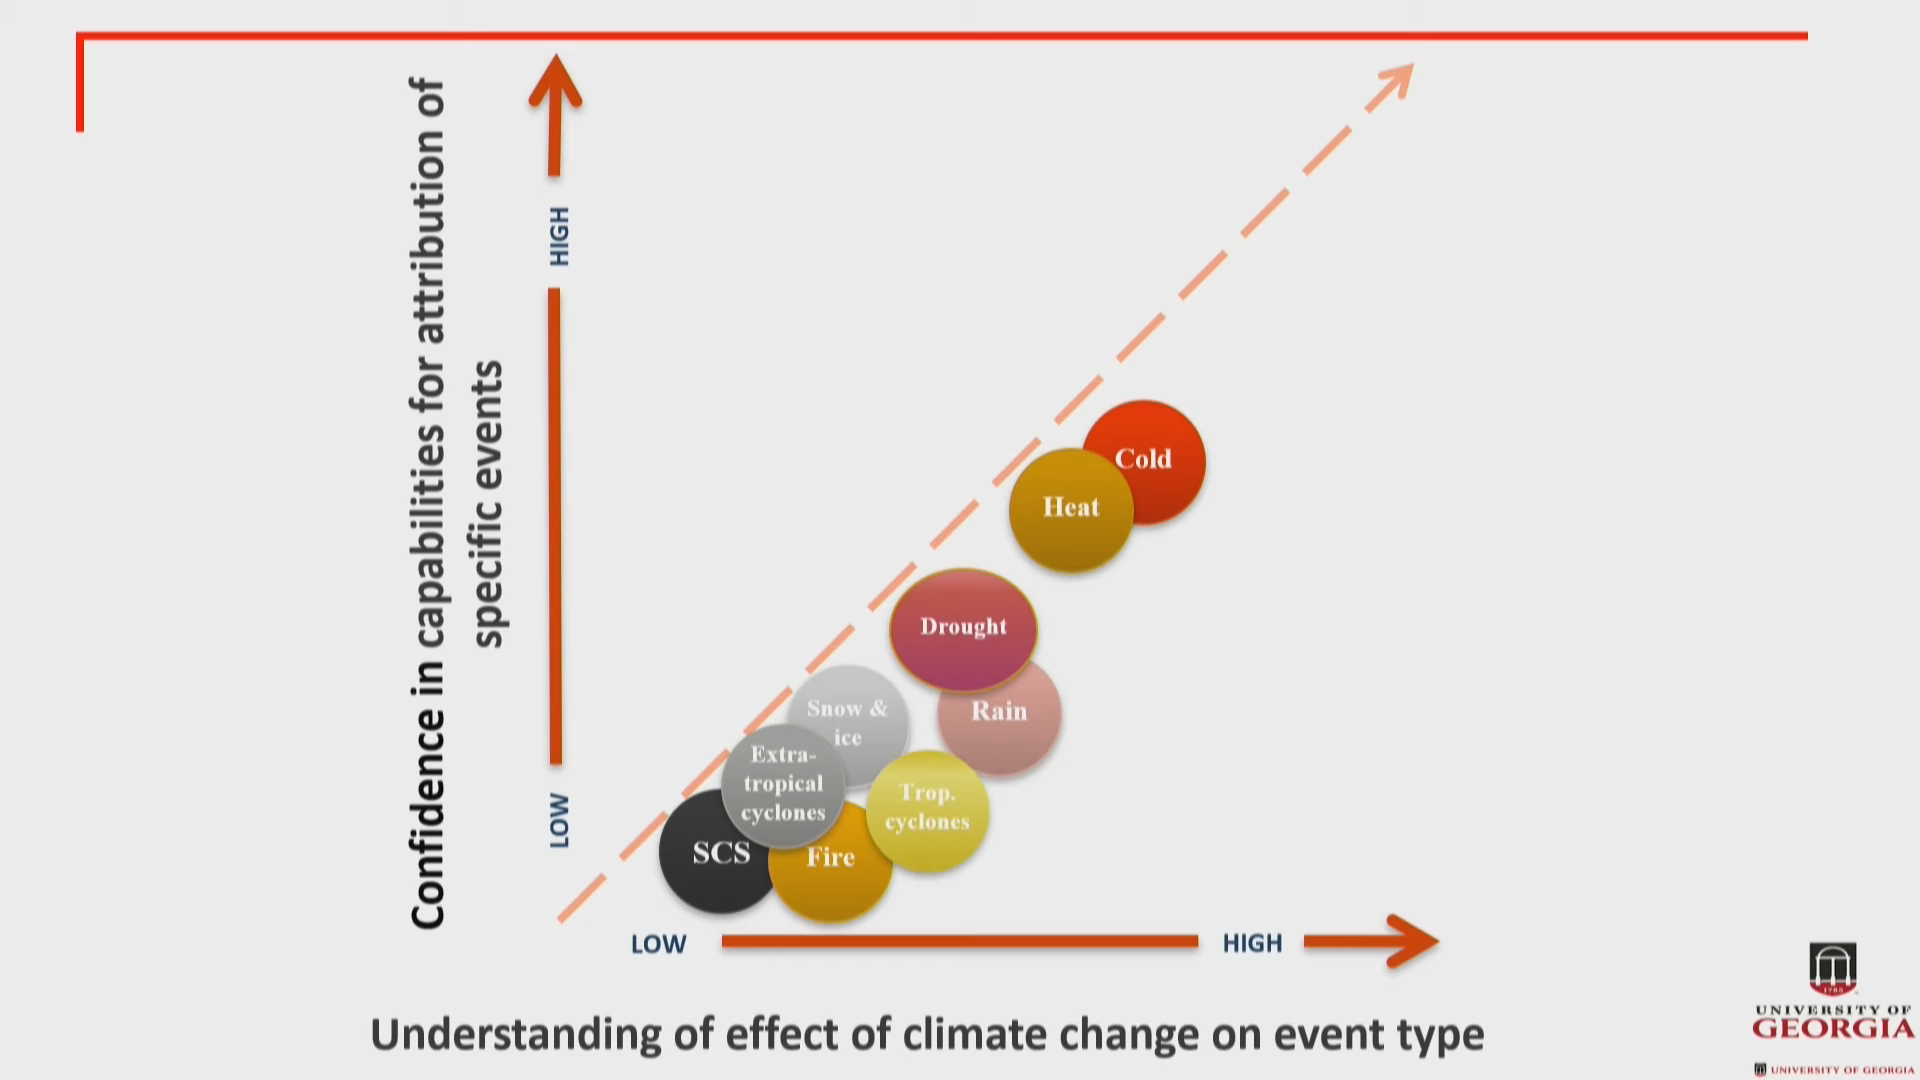 Confidence in capabilities for attribution of
specific events
HIGH
LOW
Cold
Heat
Drought
Rain
Snow &
ice
Extra-
tropical
cyclones
Trop.
cyclones
SCS
Fire
LOW
HIGH
Understanding of effect of climate change on event type
1785
UNIVERSITY OF
GEORGIA
UNIVERSITY OF GEORGIA